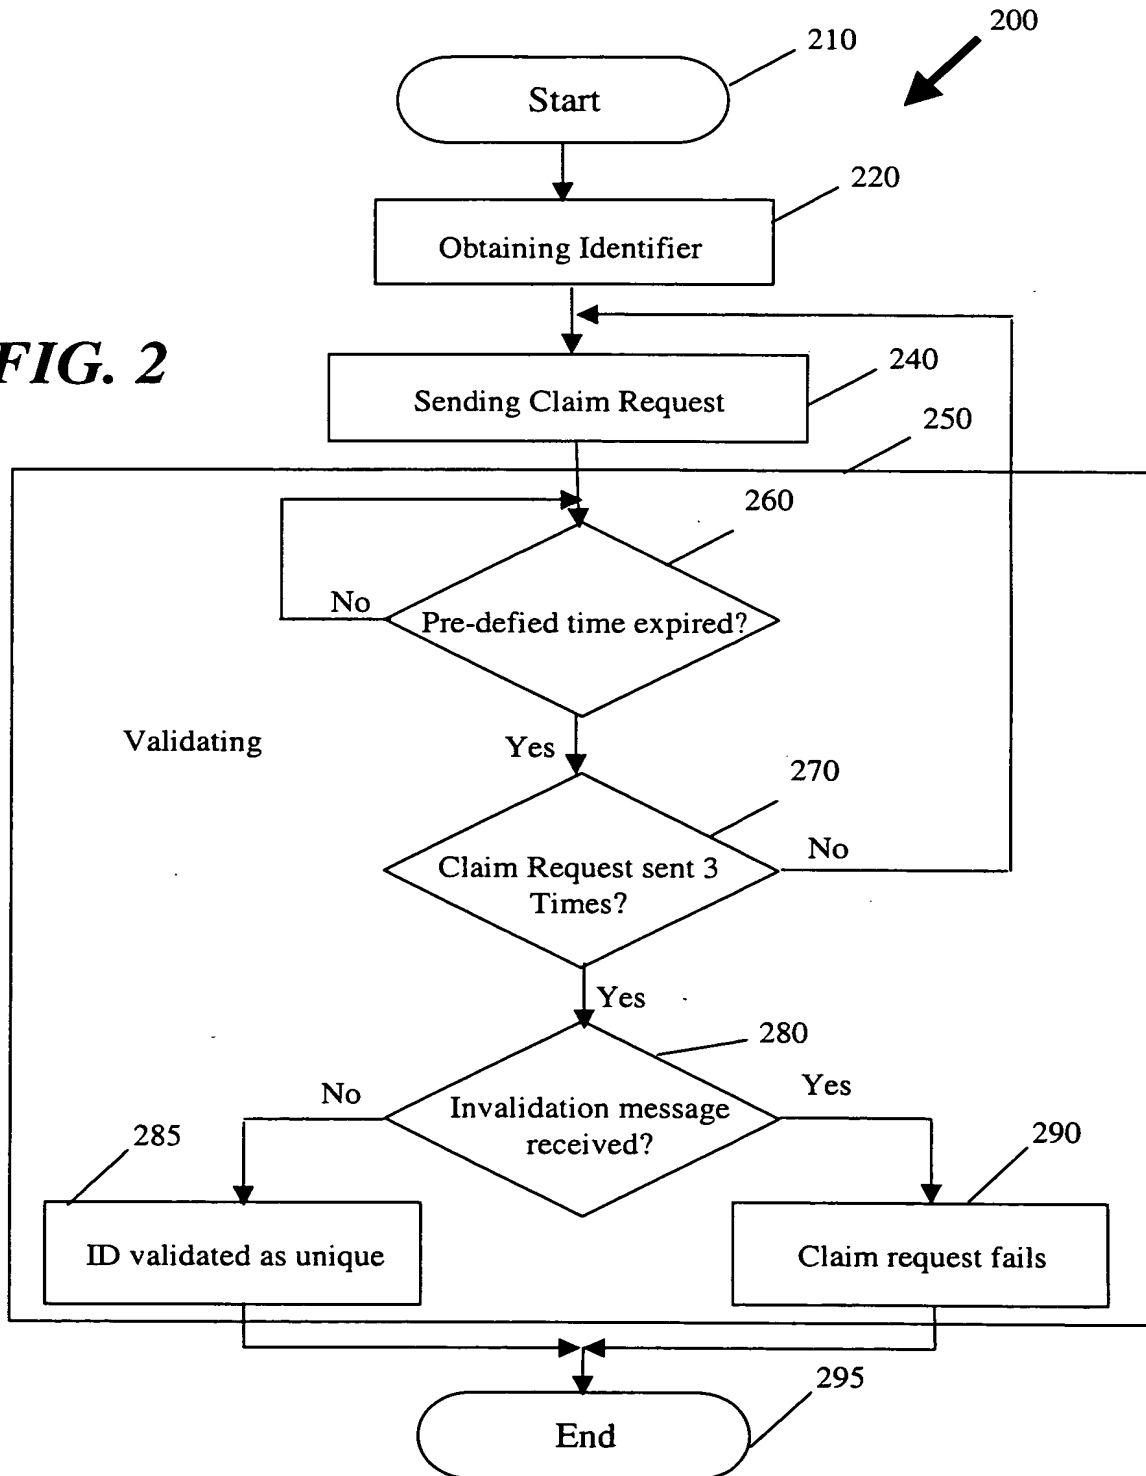 200
210
Start
220
Obtaining Identifier
FIG. 2
240
Sending Claim Request
250
260
No
Pre-defied time expired?
Validating
Yes
270
No
Claim Request sent 3
Times?
Yes
280
No
Yes
Invalidation message
received?
285
290
ID validated as unique
Claim request fails
295
End